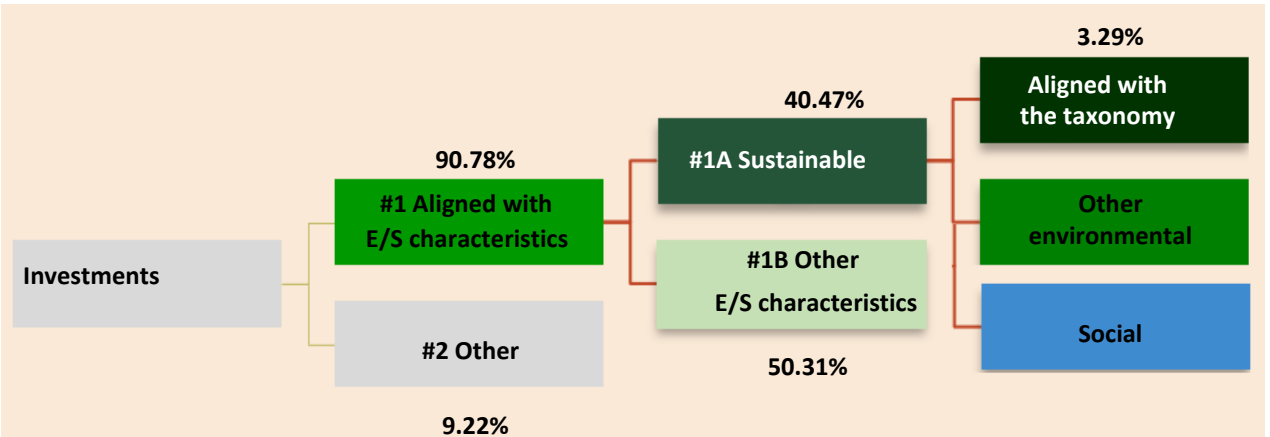 3.29%
Aligned with
the taxonomy
40.47%
#1A Sustainable
90.78%
#1 Aligned with
E/S characteristics
Other
environmental
Investments
#1B Other
E/S characteristics
#2 Other
Social
50.31%
9.22%